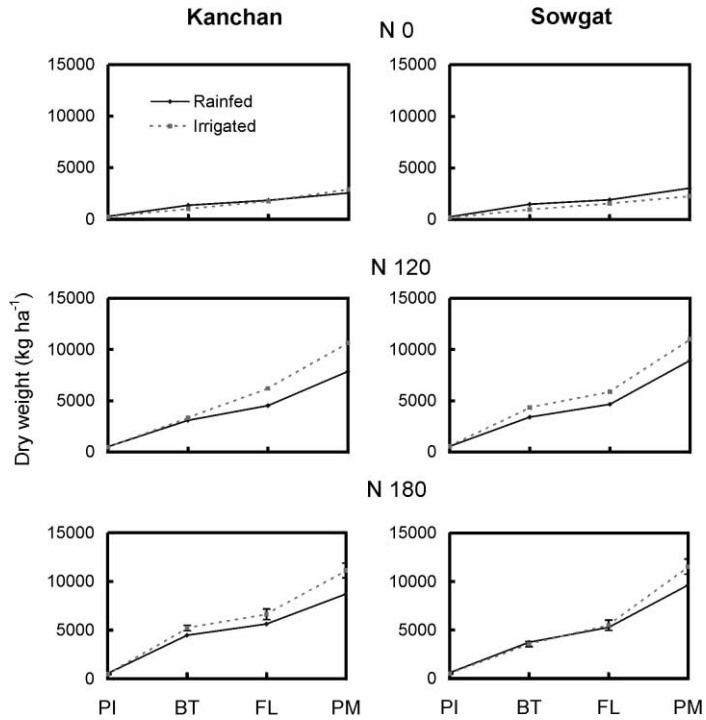 Kanchan Sowgat
N 0
15000 15000
10000 10000
5000 5000
0 0
Rainfed
Irrigated
N 120
15000 15000
10000 10000
5000 5000
0 0
Dry weight (kg ha⁻¹)
N 180
15000 15000
10000 10000
5000 5000
0 0
PI BT FL PM PI BT FL PM